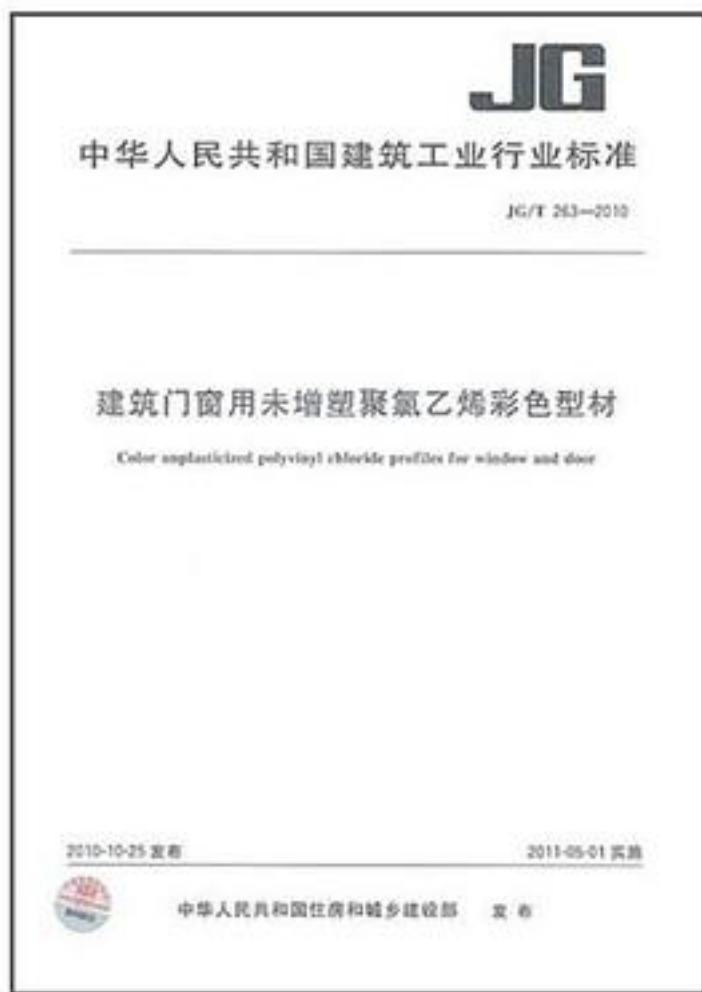 JG
中华人民共和国建筑工业行业标准
JG/T 263—2010
建筑门窗用未增塑聚氯乙烯彩色型材
Color unplasticized polyvinyl chloride profiles for window and door
2010-10-25 发布
2011-05-01 实施
中华人民共和国住房和城乡建设部 发布